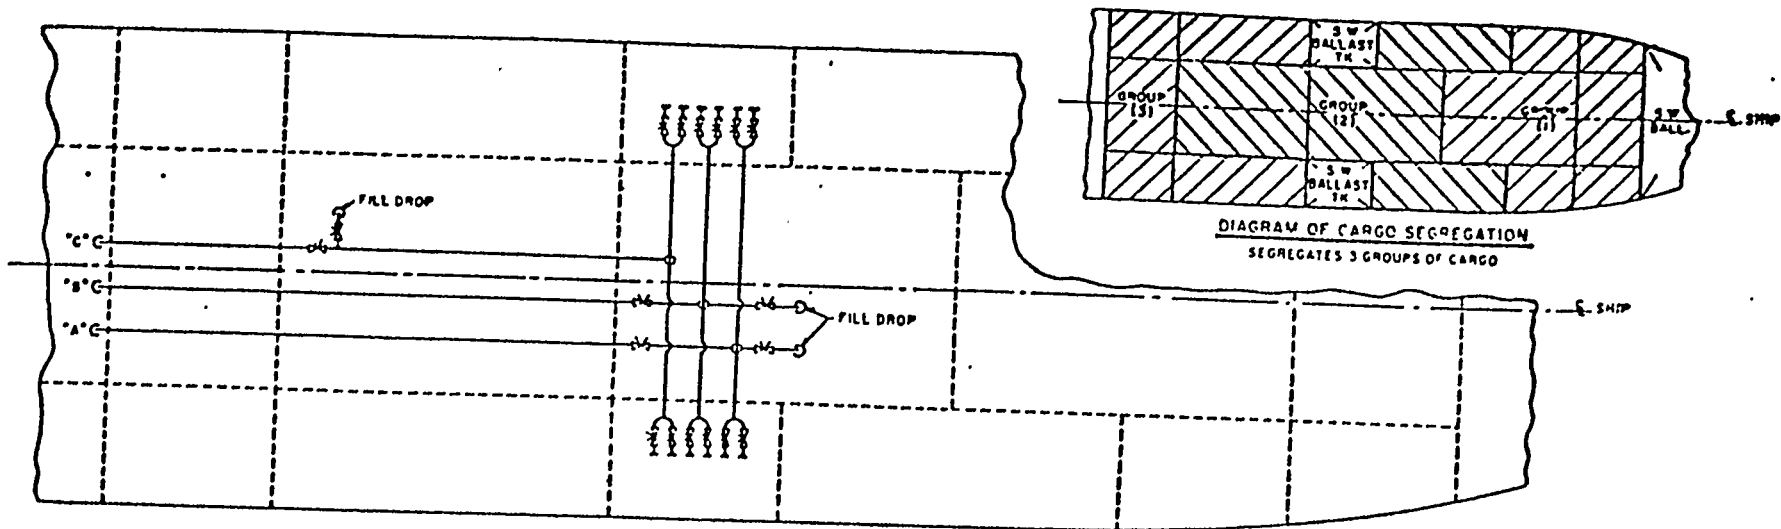 S W
BALLAST
TK
GROUP
(3)
GROUP
(2)
GROUP
(1)
S W
BALL.
℄ SHIP
S W
BALLAST
TK
DIAGRAM OF CARGO SEGREGATION
SEGREGATES 3 GROUPS OF CARGO
FILL DROP
"C"
"B"
"A"
FILL DROP
℄ SHIP